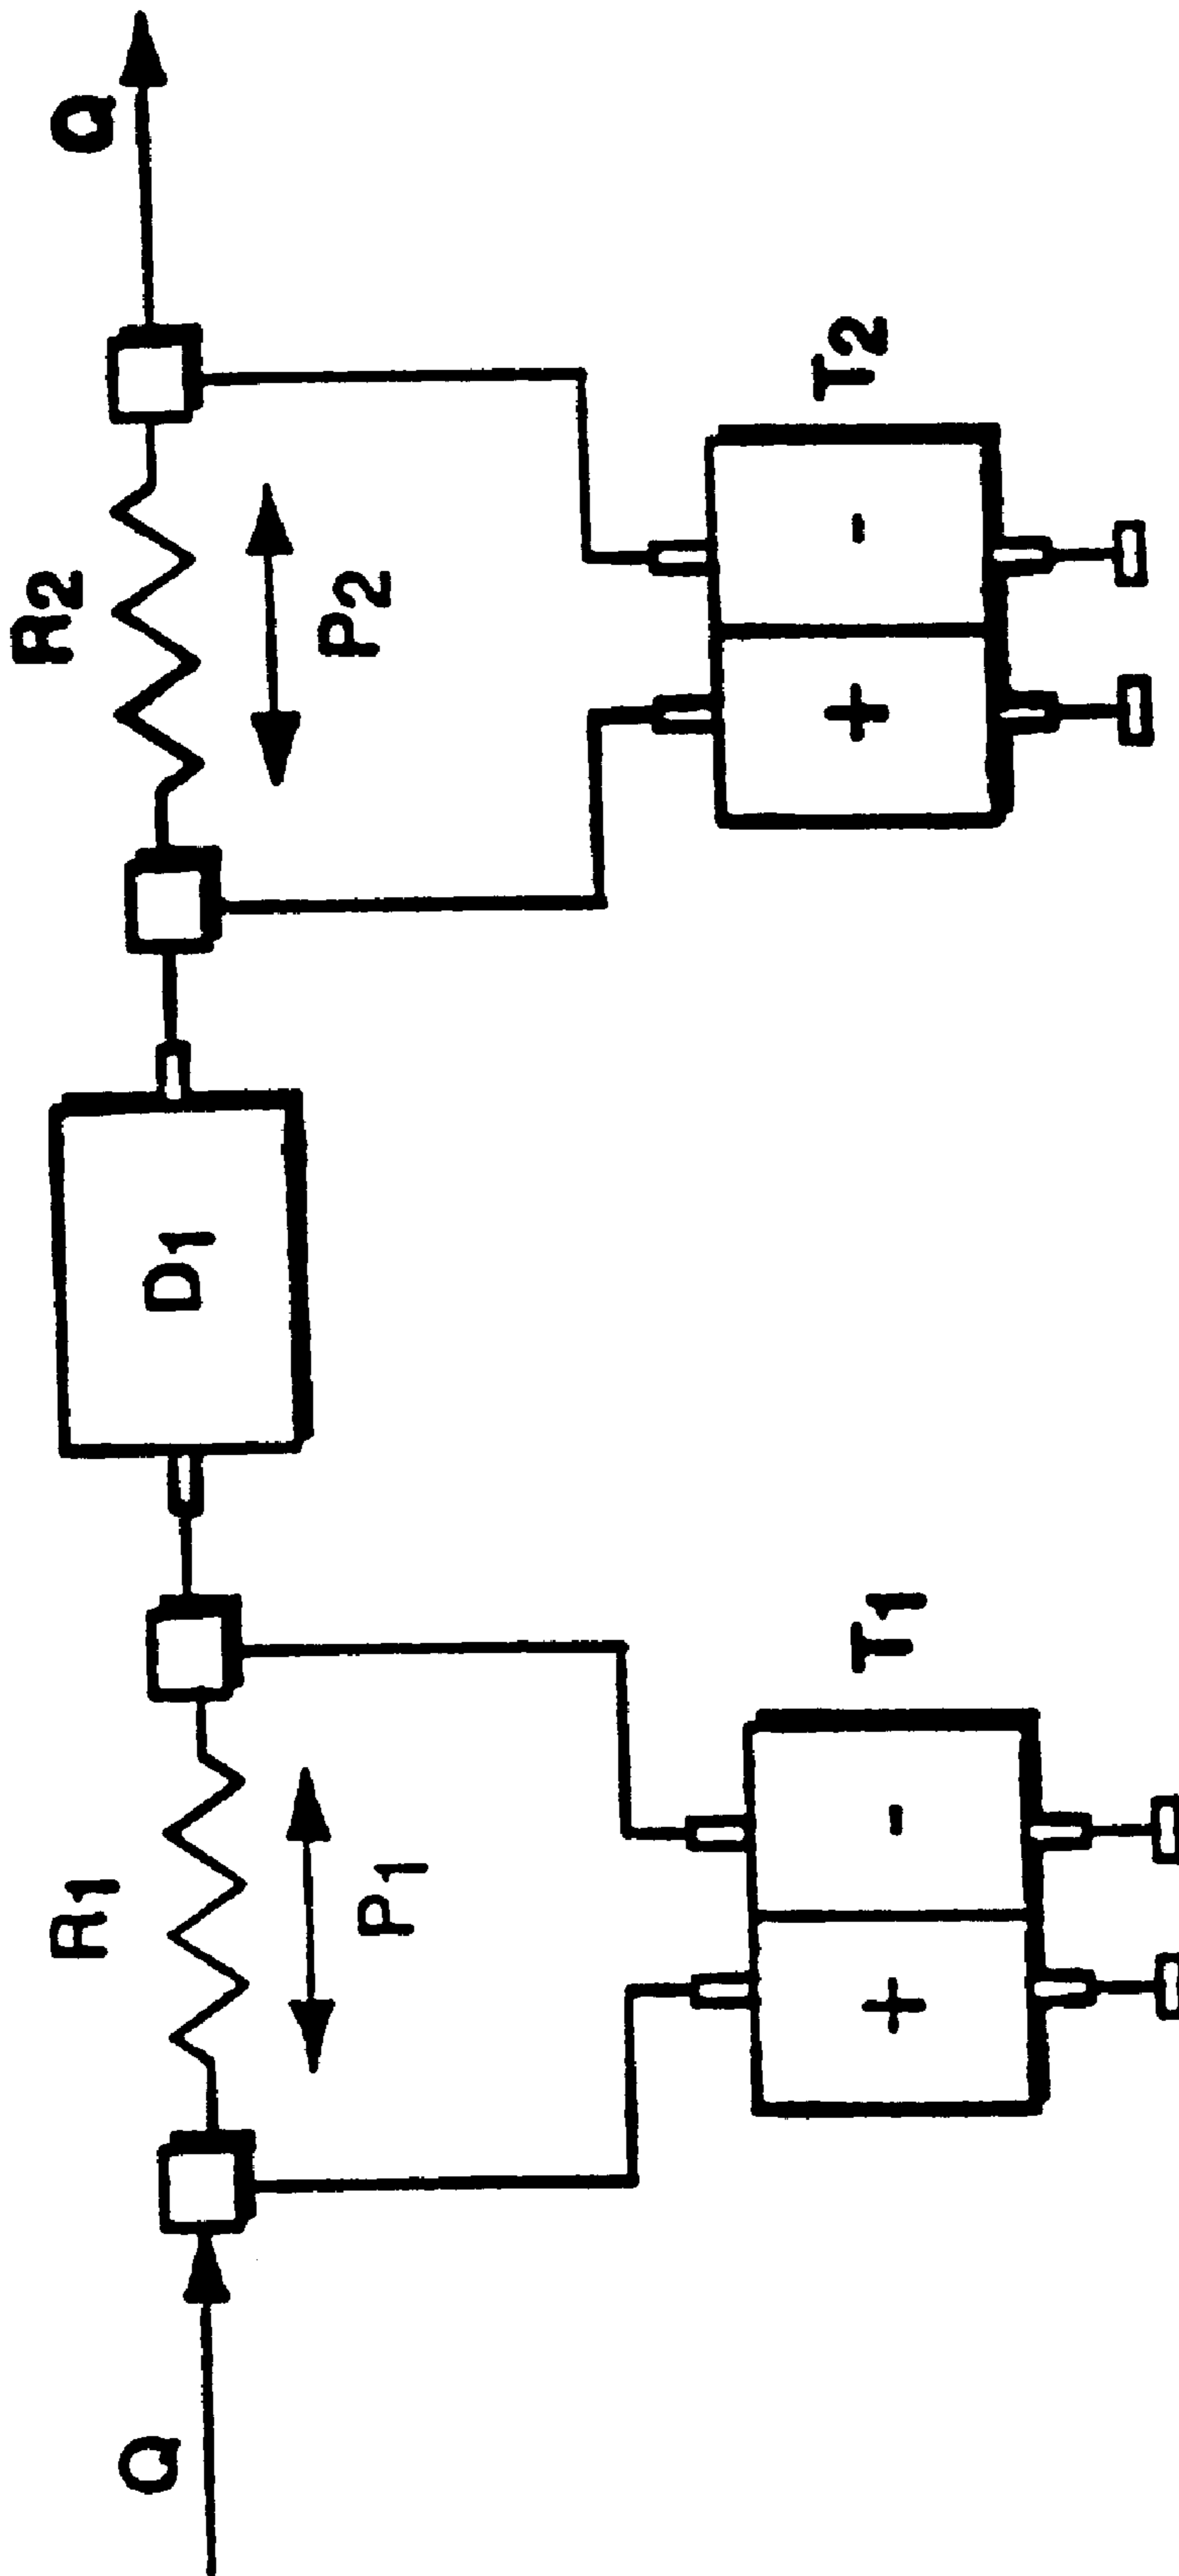 Q
R1
P1
+
-
T1
D1
R2
P2
+
-
T2
Q